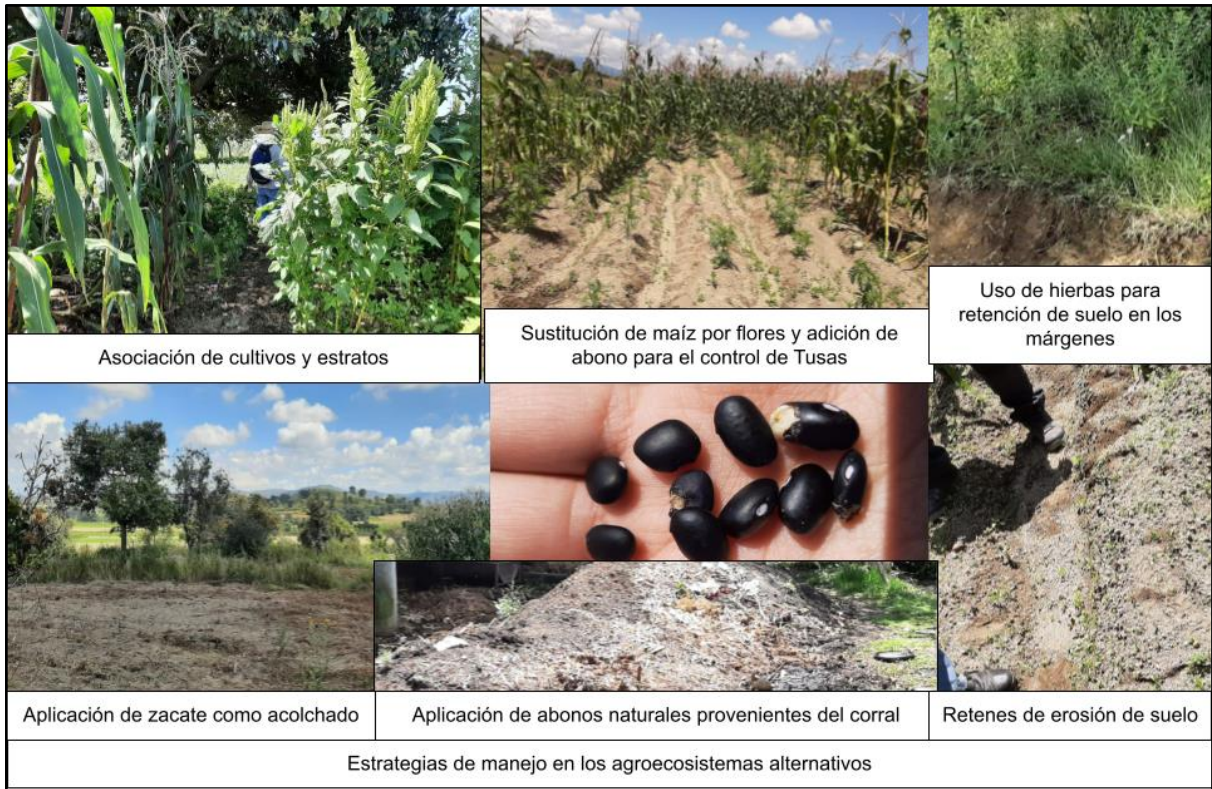 Asociación de cultivos y estratos
Sustitución de maíz por flores y adición de
abono para el control de Tusas
Uso de hierbas para
retención de suelo en los
márgenes
Aplicación de zacate como acolchado
Aplicación de abonos naturales provenientes del corral
Retenes de erosión de suelo
Estrategias de manejo en los agroecosistemas alternativos